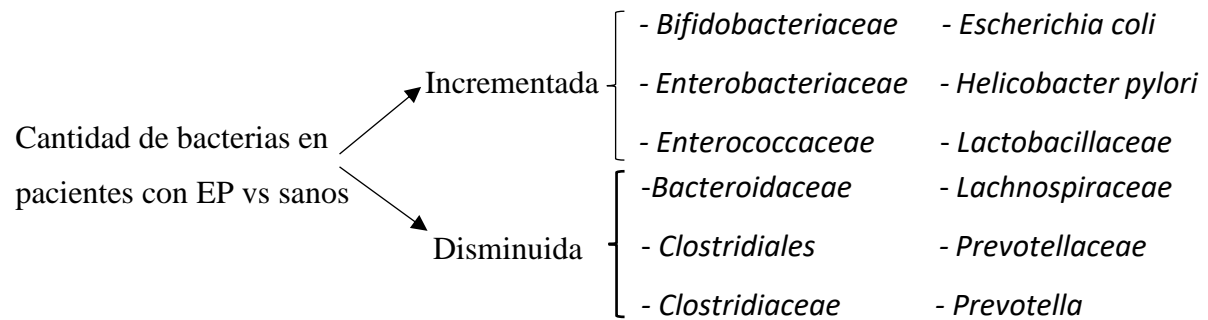 Cantidad de bacterias en
pacientes con EP vs sanos
Incrementada
- Bifidobacteriaceae - Escherichia coli
- Enterobacteriaceae - Helicobacter pylori
- Enterococcaceae - Lactobacillaceae
Disminuida
-Bacteroidaceae - Lachnospiraceae
- Clostridiales - Prevotellaceae
- Clostridiaceae - Prevotella